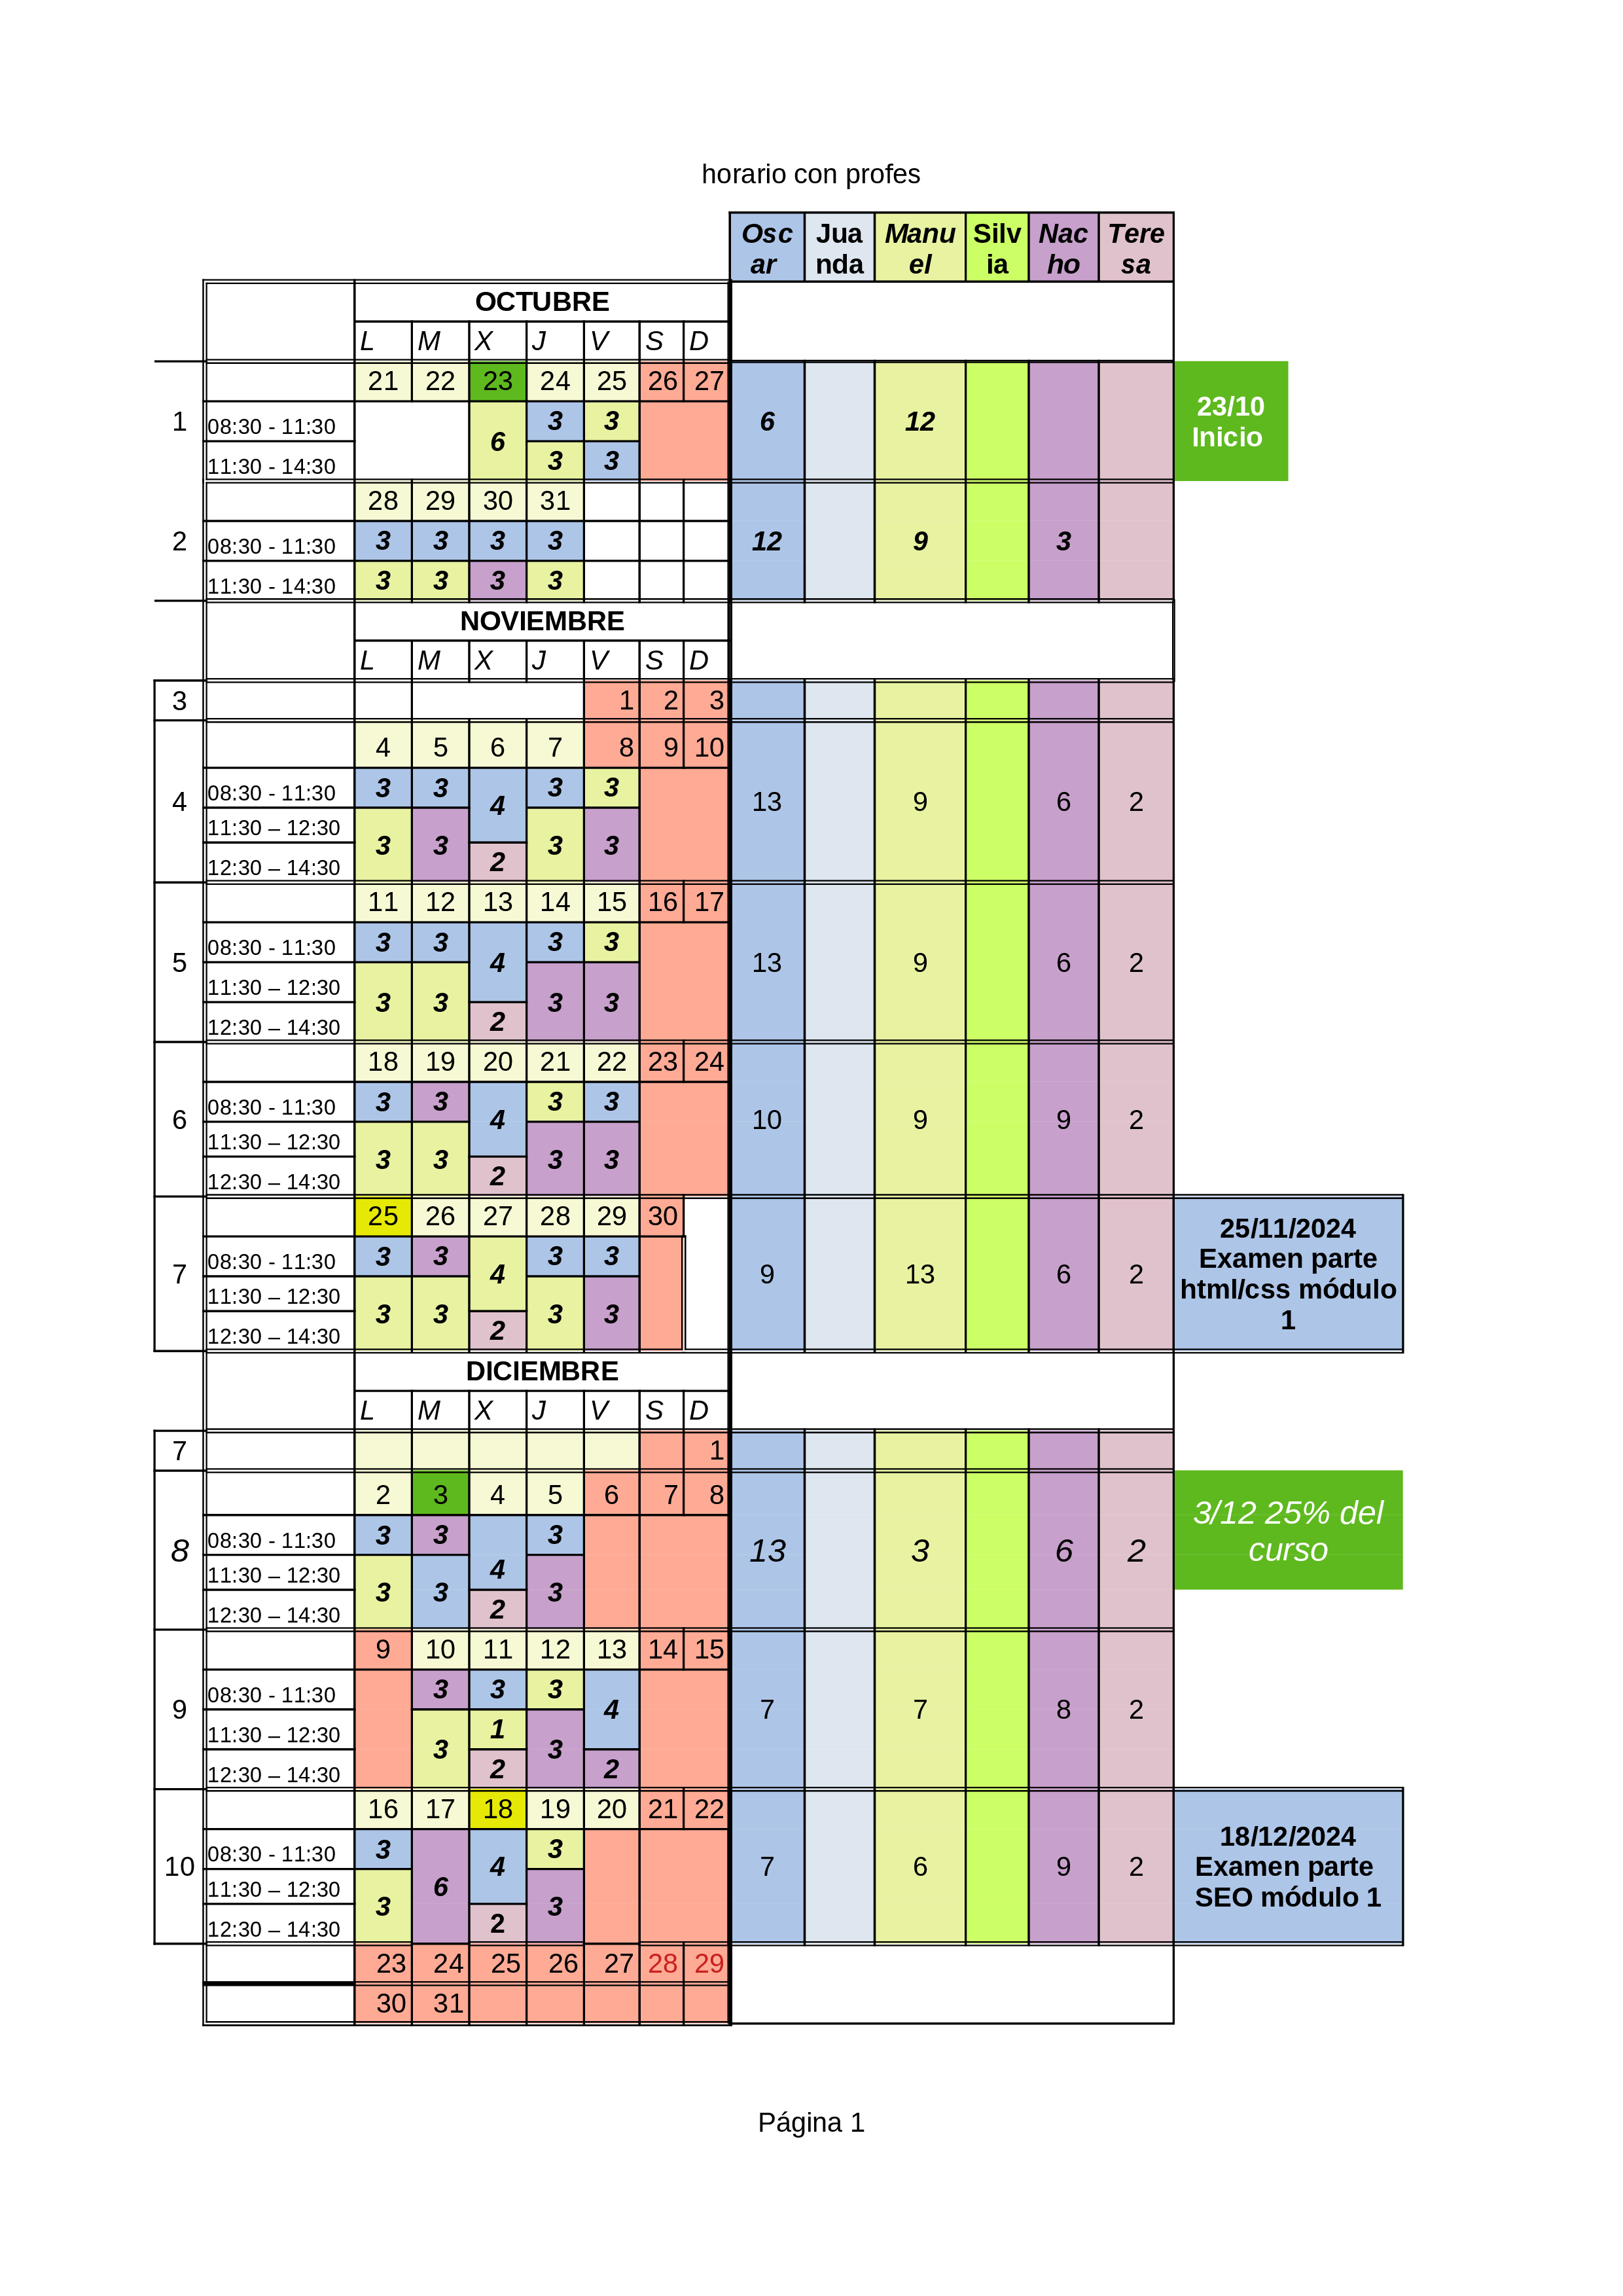 horario con profes
Osc Jua Manu Silv Nac Tere
ar nda el ia ho sa
OCTUBRE
L M X J V S D
21 22 23 24 25 26 27
1 08:30 - 11:30 3 3 6 12 23/10
6 Inicio
11:30 - 14:30 3 3
28 29 30 31
2 08:30 - 11:30 3 3 3 3 12 9 3
11:30 - 14:30 3 3 3 3
NOVIEMBRE
L M X J V S D
3 1 2 3
4 5 6 7 8 9 10
08:30 - 11:30 3 3 4 3 3
4 11:30 – 12:30 13 9 6 2
3 3 3 3
12:30 – 14:30 2
11 12 13 14 15 16 17
08:30 - 11:30 3 3 3 3
5 4 13 9 6 2
11:30 – 12:30 3 3 3 3
12:30 – 14:30 2
18 19 20 21 22 23 24
08:30 - 11:30 3 3 4 3 3
6 11:30 – 12:30 10 9 9 2
3 3 3 3
12:30 – 14:30 2
25 26 27 28 29 30 25/11/2024
08:30 - 11:30 3 3 4 3 3 Examen parte
7 11:30 – 12:30 9 13 6 2 html/css módulo
3 3 3 3 1
12:30 – 14:30 2
DICIEMBRE
L M X J V S D
7 1
2 3 4 5 6 7 8 3/12 25% del
08:30 - 11:30 3 3 3
8 11:30 – 12:30 4 13 3 6 2 curso
3 3 3
12:30 – 14:30 2
9 10 11 12 13 14 15
08:30 - 11:30 3 3 3
9 4 7 7 8 2
11:30 – 12:30 1
3 3
12:30 – 14:30 2 2
16 17 18 19 20 21 22
08:30 - 11:30 3 3 18/12/2024
10 4 7 6 9 2 Examen parte
11:30 – 12:30 6 SEO módulo 1
3 3
12:30 – 14:30 2
23 24 25 26 27 28 29
30 31
Página 1